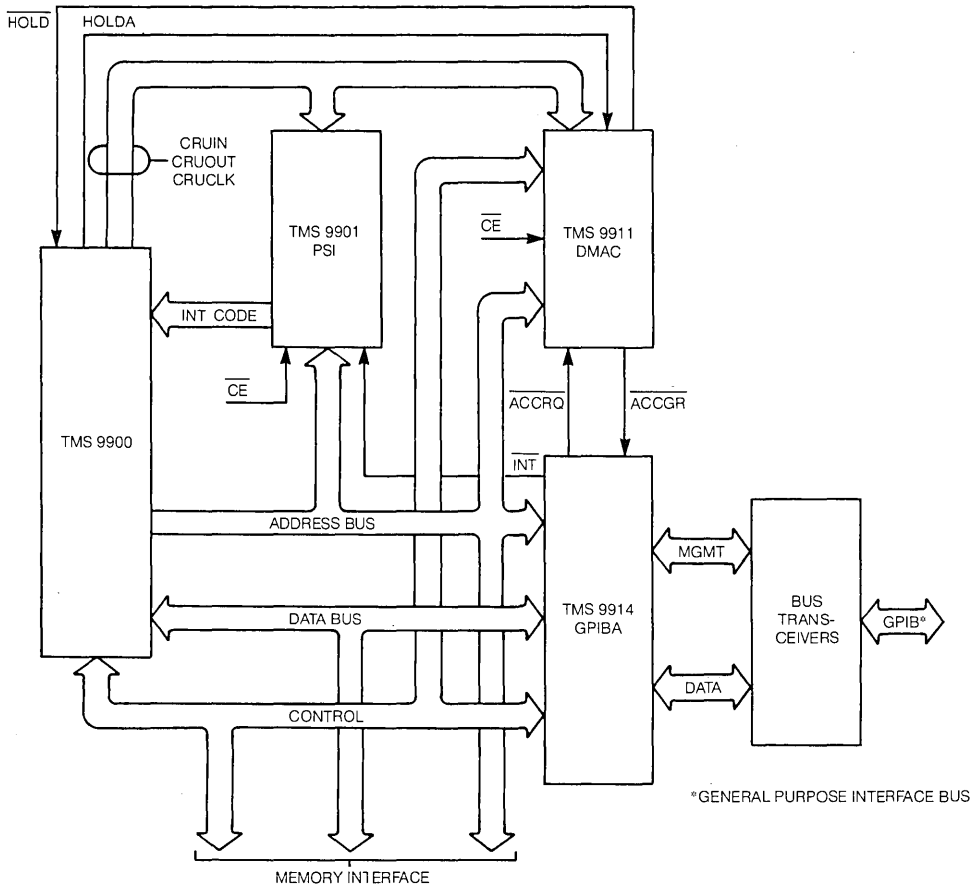 HOLD HOLDA
CRUIN
CRUOUT
CRUCLK
TMS 9901
PSI
TMS 9911
DMAC
CE
INT CODE
CE
ACCRQ
ACCGR
TMS 9900
INT
ADDRESS BUS
MGMT
DATA BUS
TMS 9914
GPIBA
BUS
TRANS-
CEIVERS
GPIB*
DATA
CONTROL
*GENERAL PURPOSE INTERFACE BUS
MEMORY INTERFACE